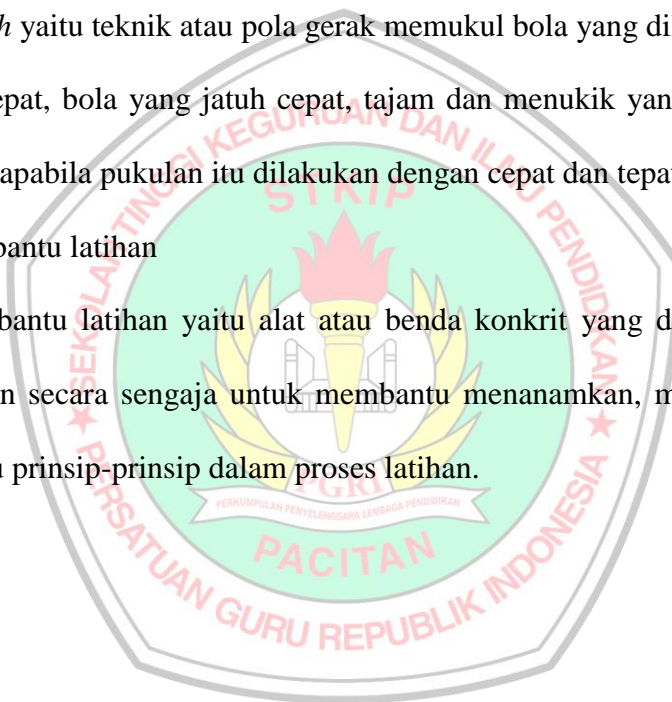 h yaitu teknik atau pola gerak memukul bola yang di
epat, bola yang jatuh cepat, tajam dan menukik yan
apabila pukulan itu dilakukan dengan cepat dan tepat
bantu latihan
bantu latihan yaitu alat atau benda konkrit yang d
n secara sengaja untuk membantu menanamkan, m
u prinsip-prinsip dalam proses latihan.
SEKOLAH TINGGI KEGURUAN DAN ILMU PENDIDIKAN
STKIP
PGRI
PERKUMPULAN PENYELENGGARA LEMBAGA PENDIDIKAN
PACITAN
PERSATUAN GURU REPUBLIK INDONESIA